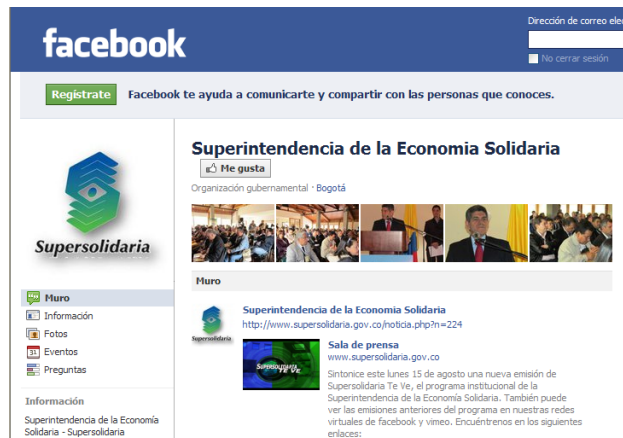 Dirección de correo elec
facebook
No cerrar sesión
Regístrate
Facebook te ayuda a comunicarte y compartir con las personas que conoces.
Superintendencia de la Economia Solidaria
Me gusta
Organización gubernamental · Bogotá
Supersolidaria
Muro
Información
Fotos
31 Eventos
Preguntas
Información
Superintendencia de la Economía
Solidaria - Supersolidaria
Muro
Superintendencia de la Economia Solidaria
http://www.supersolidaria.gov.co/noticia.php?n=224
Supersolidaria
SUPERSOLIDARIA
TE VE
Sala de prensa
www.supersolidaria.gov.co
Sintonice este lunes 15 de agosto una nueva emisión de
Supersolidaria Te Ve, el programa institucional de la
Superintendencia de la Economía Solidaria. También puede
ver las emisiones anteriores del programa en nuestras redes
virtuales de facebook y vimeo. Encuéntrenos en los siguientes
enlaces: